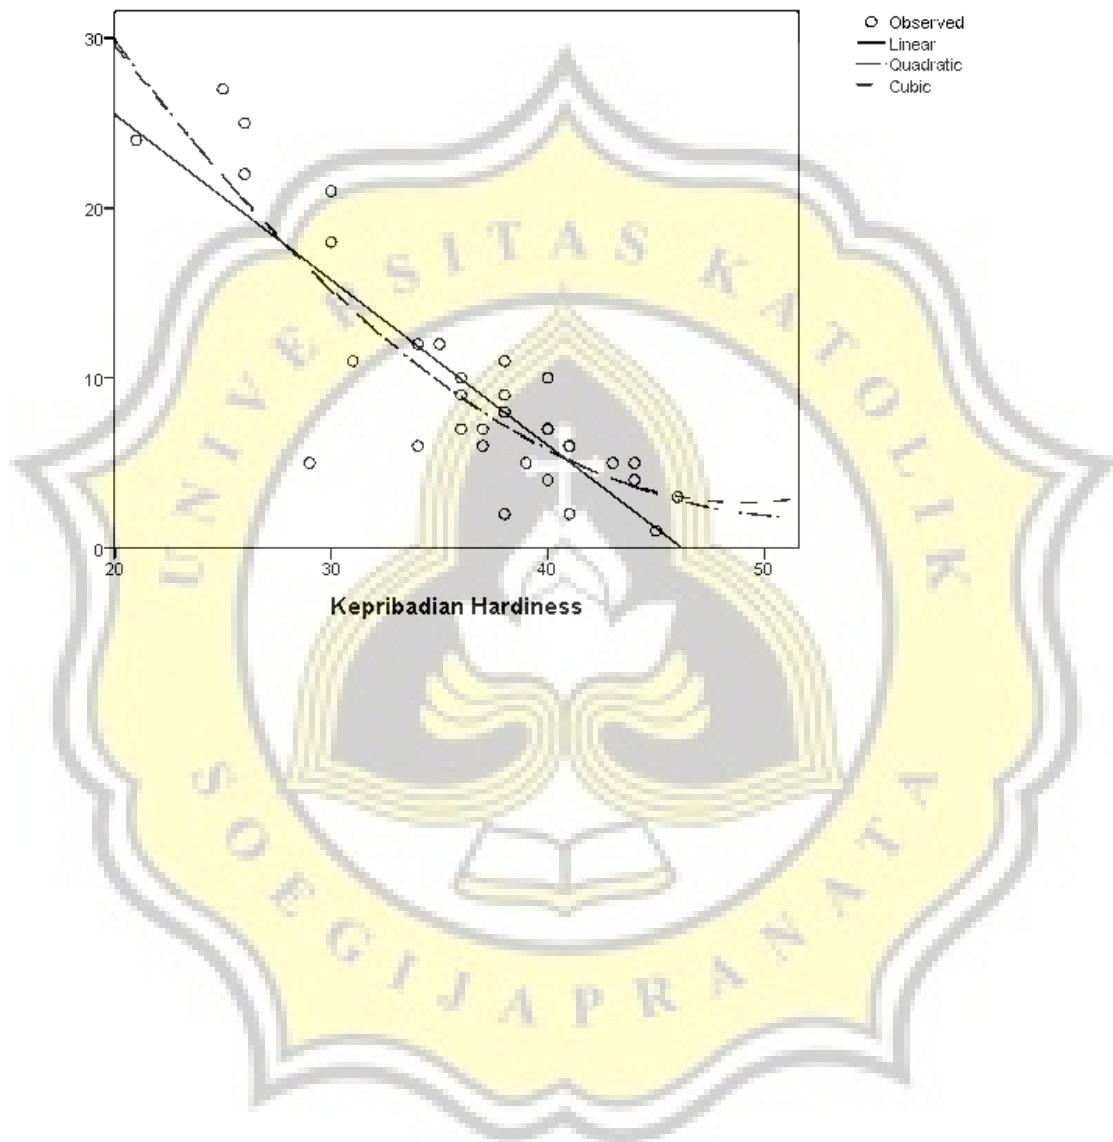 Observed
Linear
Quadratic
Cubic
30
20
10
0
20 30 40 50
Kepribadian Hardiness
UNIVERSITAS KATOLIK
SOEGIJAPRANATA